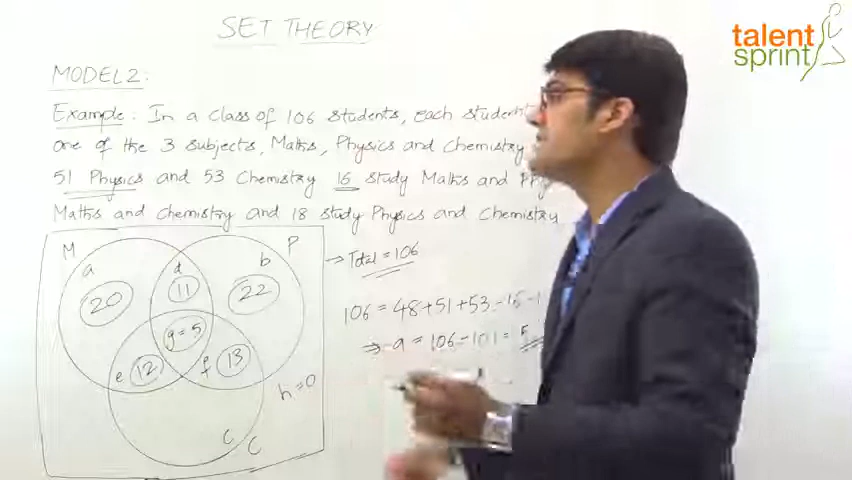 SET THEORY
talent
sprint
MODEL 2:
Example: In a class of 106 students, each student
one of the 3 subjects, Maths, Physics and Chemistry
51 Physics and 53 Chemistry 16 study Maths and
Maths and chemistry and 18 study Physics and Chemistry
M
P
a
d
b
→ Total = 106
20
11
22
106 = 48+51+53-16-1
g=5
⇒ = 106-101 = 5
e
12
f
13
h=0
C
C